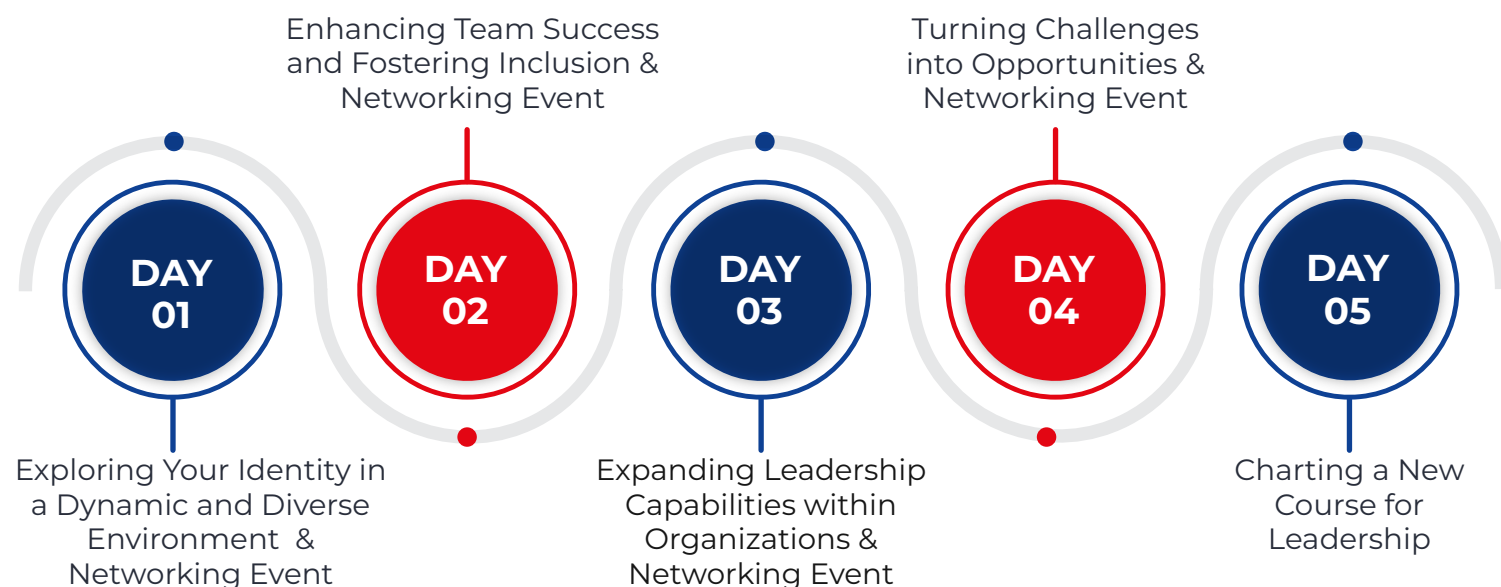 Enhancing Team Success
and Fostering Inclusion &
Networking Event
Turning Challenges
into Opportunities &
Networking Event
DAY
01
DAY
02
DAY
03
DAY
04
DAY
05
Exploring Your Identity in
a Dynamic and Diverse
Environment &
Networking Event
Expanding Leadership
Capabilities within
Organizations &
Networking Event
Charting a New
Course for
Leadership